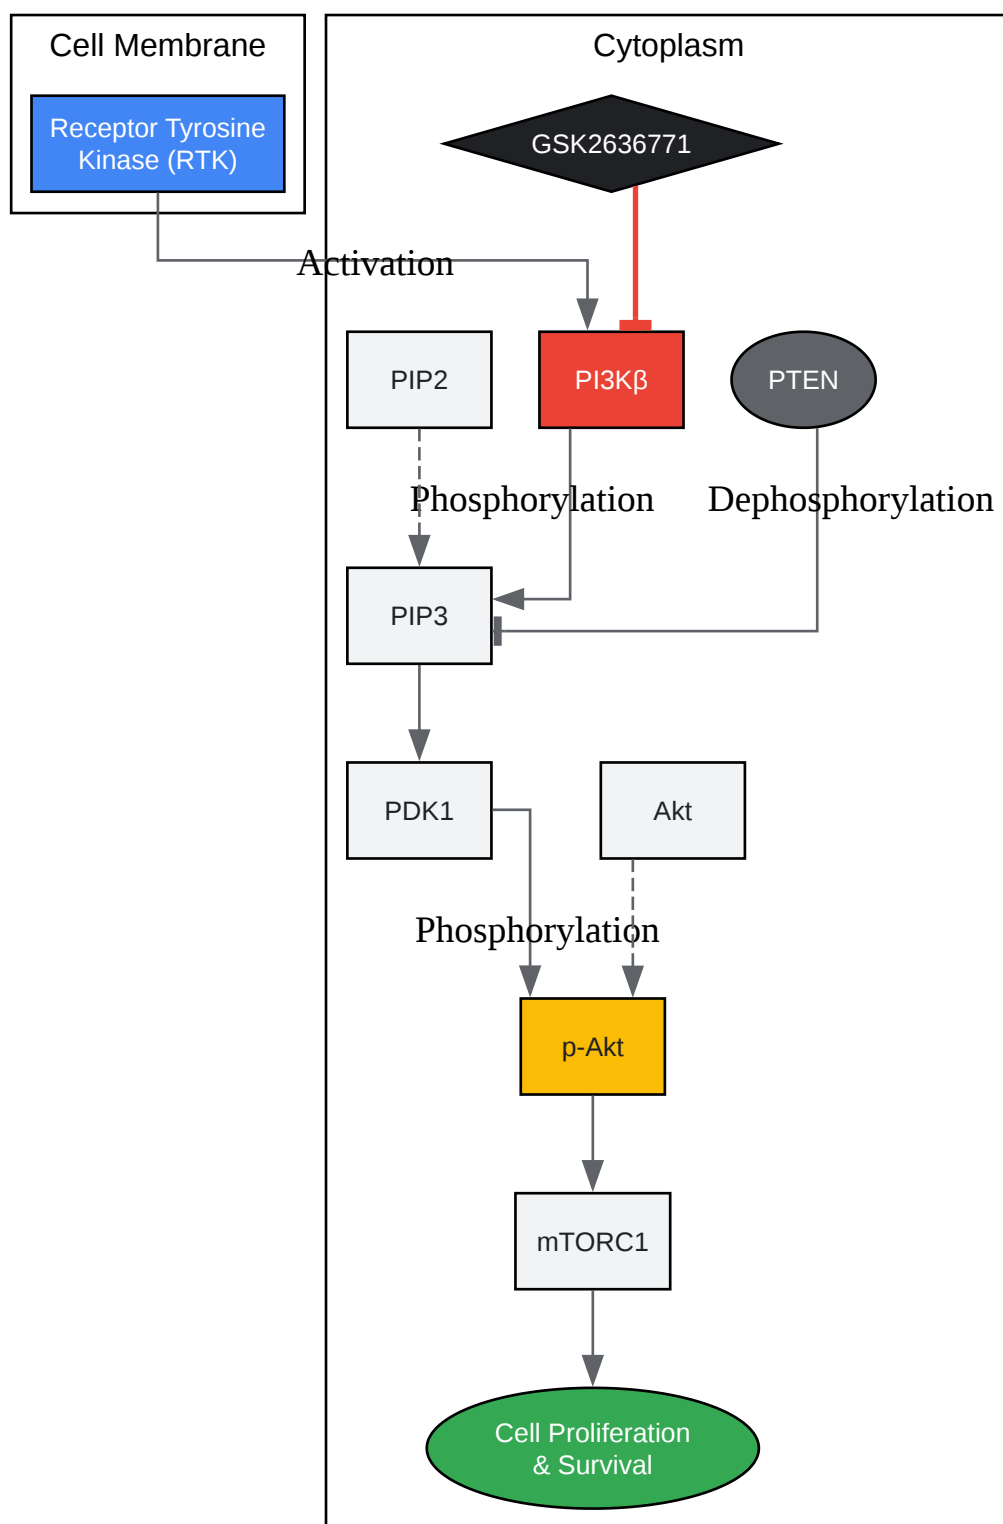 Cell Membrane
Cytoplasm
Receptor Tyrosine
Kinase (RTK)
GSK2636771
Activation
PIP2
PI3Kβ
PTEN
Phosphorylation
Dephosphorylation
PIP3
PDK1
Akt
Phosphorylation
p-Akt
mTORC1
Cell Proliferation
& Survival